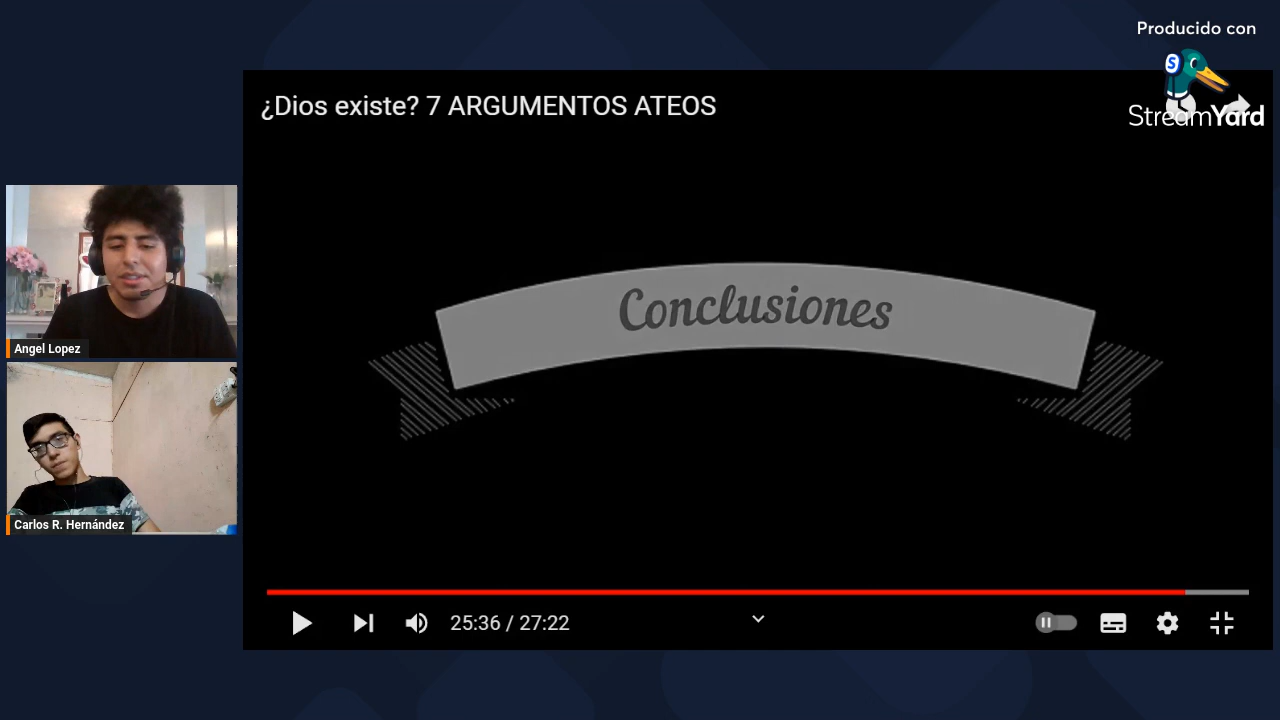 Producido con
S
StreamYard
¿Dios existe? 7 ARGUMENTOS ATEOS
Conclusiones
Angel Lopez
Carlos R. Hernández
25:36 / 27:22